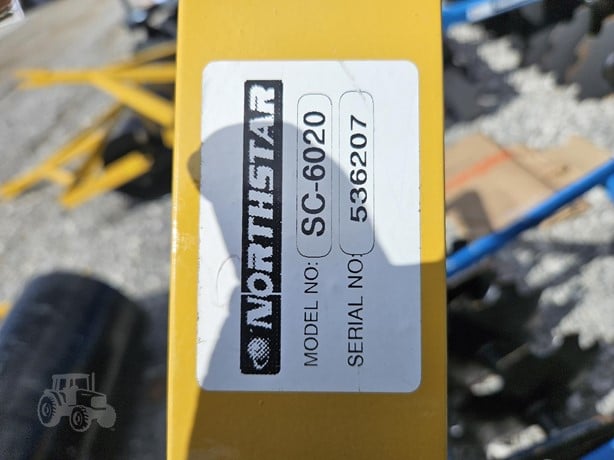 NORTHSTAR
MODEL NO: SC-6020
SERIAL NO: 536207